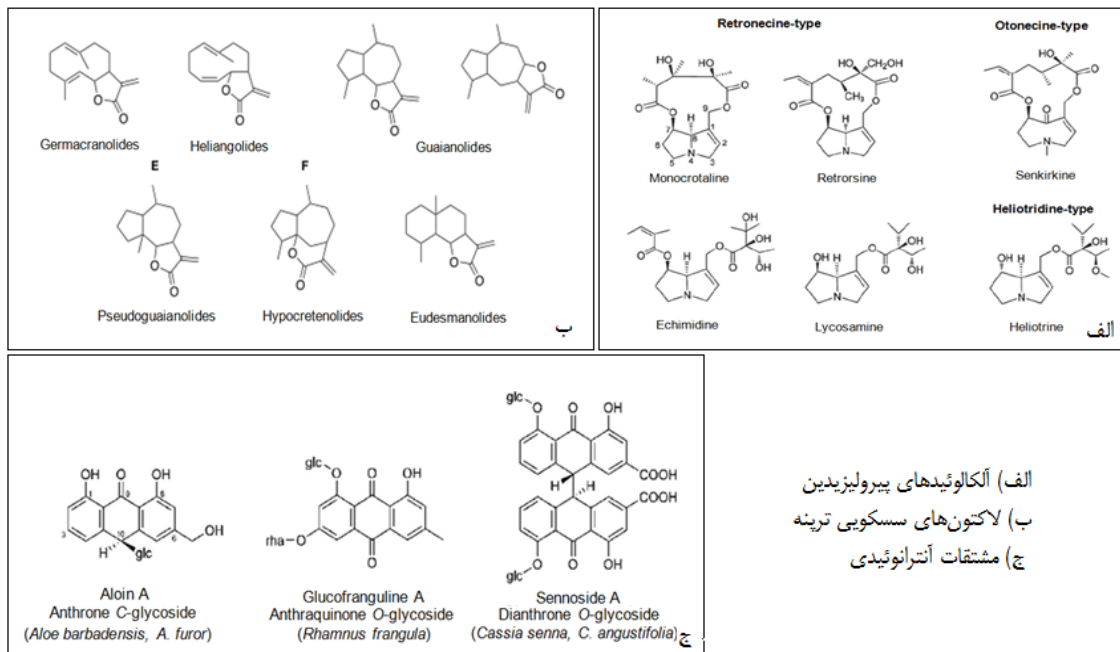 Germacranolides
Heliangolides
Guaianolides
E
F
Pseudoguaianolides
Hypocretenolides
Eudesmanolides
ب
Retronecine-type
Otonecine-type
Monocrotaline
Retrorsine
Senkirkine
Heliotridine-type
Echimidine
Lycosamine
Heliotrine
الف
Aloin A
Anthrone C-glycoside
(Aloe barbadensis, A. furor)
Glucofranguline A
Anthraquinone O-glycoside
(Rhamnus frangula)
Sennoside A
Dianthrone O-glycoside
(Cassia senna, C. angustifolia)
ج
الف) آلکالوئیدهای پیرولیزیدین
ب) لاکتون‌های سسکویی ترپنه
ج) مشتقات آنترانوئیدی